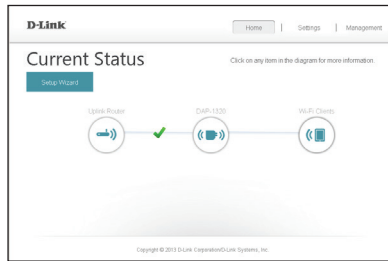 D-Link
Home | Settings | Management
Current Status
Click on any item in the diagram for more information.
Setup Wizard
Uplink Router
DAP-1320
Wi-Fi Clients
Copyright © 2013 D-Link Corporation/D-Link Systems, Inc.